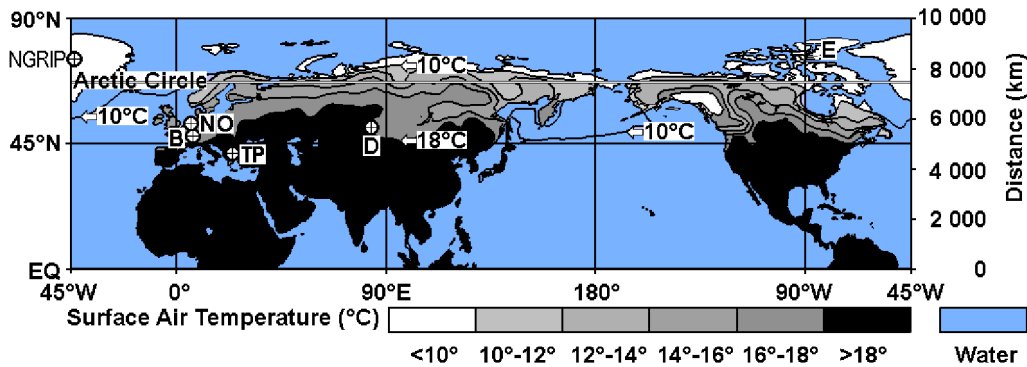 90°N
10 000
NGRIP
E
10°C
Arctic Circle
8 000
10°C
NO
6 000
B
10°C
45°N
D
18°C
TP
4 000
2 000
EQ
0
Distance (km)
45°W
0°
90°E
180°
90°W
45°W
Surface Air Temperature (°C)
<10°
10°-12°
12°-14°
14°-16°
16°-18°
>18°
Water